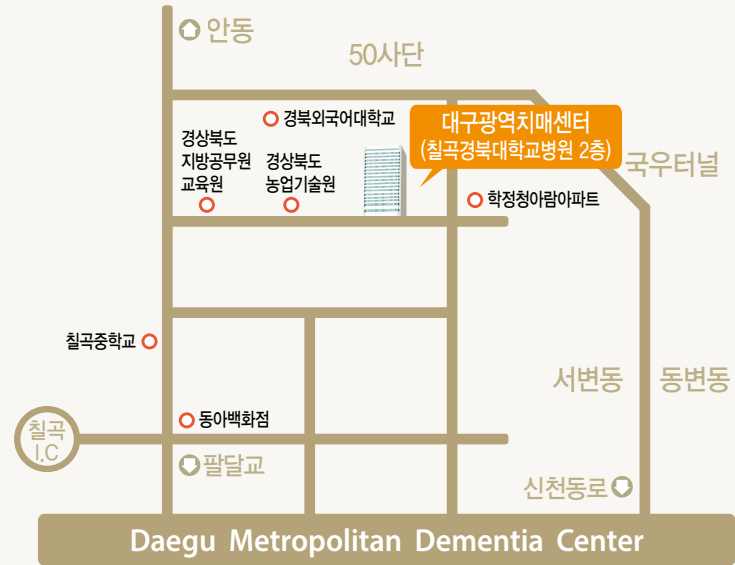 안동
50사단
경북외국어대학교
대구광역치매센터
(칠곡경북대학교병원 2층)
경상북도
지방공무원
교육원
경상북도
농업기술원
국우터널
학정청아람아파트
칠곡중학교
서변동
동변동
동아백화점
칠곡
I.C
팔달교
신천동로
Daegu Metropolitan Dementia Center